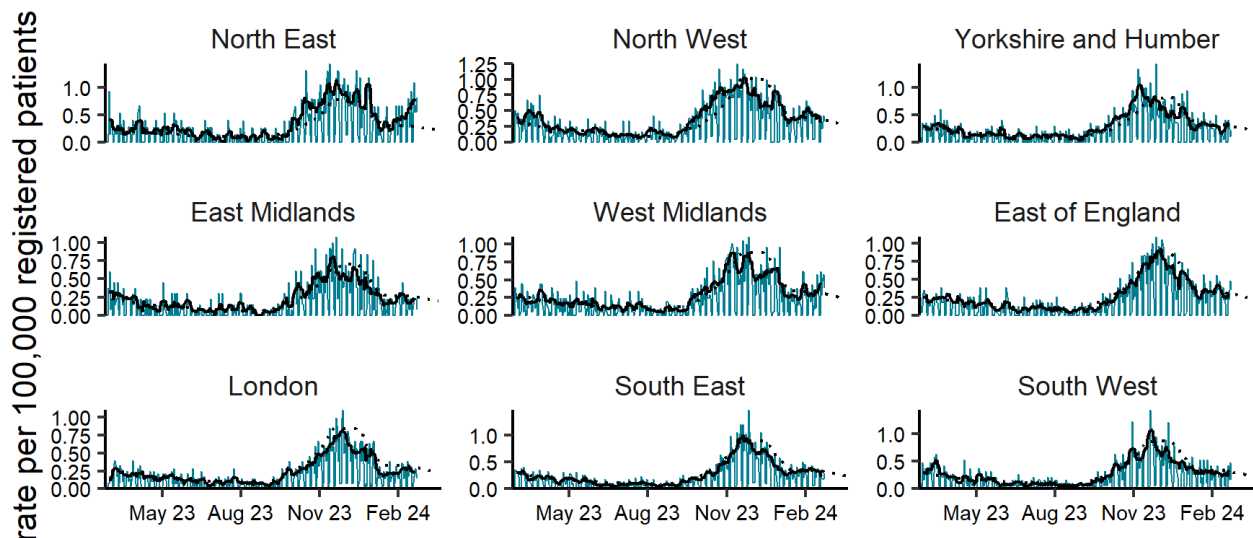 rate per 100,000 registered patients
North East
North West
Yorkshire and Humber
1.0
0.5
0.0
1.25
1.00
0.75
0.50
0.25
0.00
1.0
0.5
0.0
East Midlands
West Midlands
East of England
1.00
0.75
0.50
0.25
0.00
1.00
0.75
0.50
0.25
0.00
1.00
0.75
0.50
0.25
0.00
London
South East
South West
1.00
0.75
0.50
0.25
0.00
1.0
0.5
0.0
1.0
0.5
0.0
May 23 Aug 23 Nov 23 Feb 24
May 23 Aug 23 Nov 23 Feb 24
May 23 Aug 23 Nov 23 Feb 24